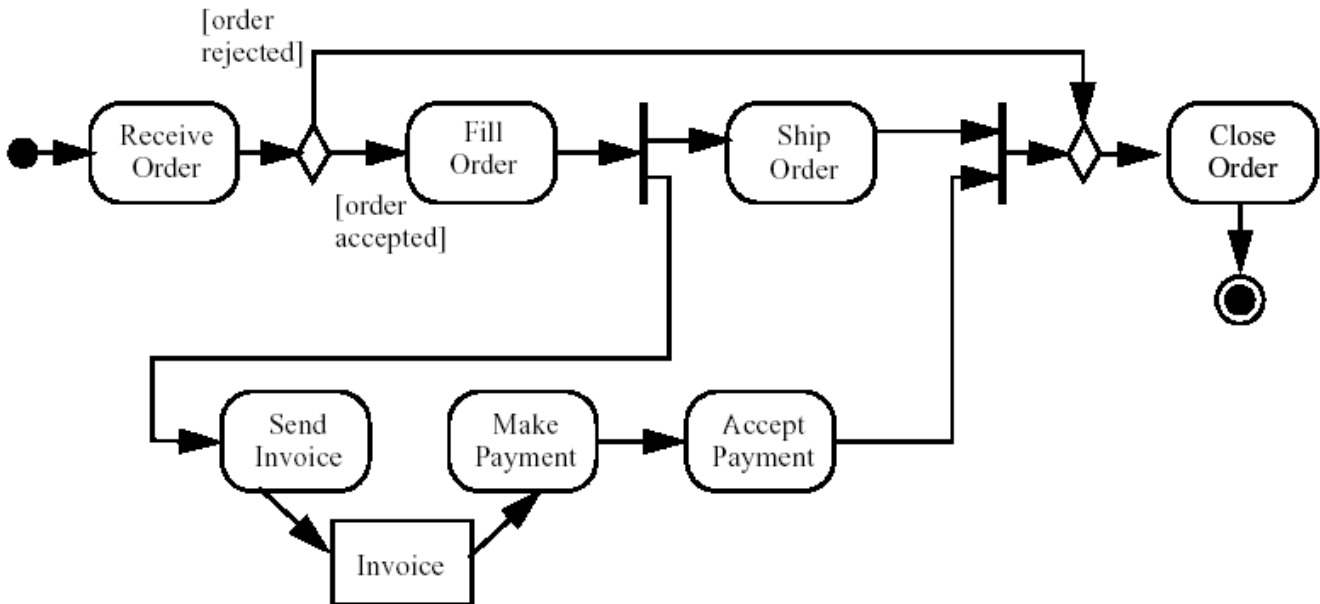 [order
rejected]
Receive
Order
Fill
Order
Ship
Order
Close
Order
[order
accepted]
Send
Invoice
Make
Payment
Accept
Payment
Invoice